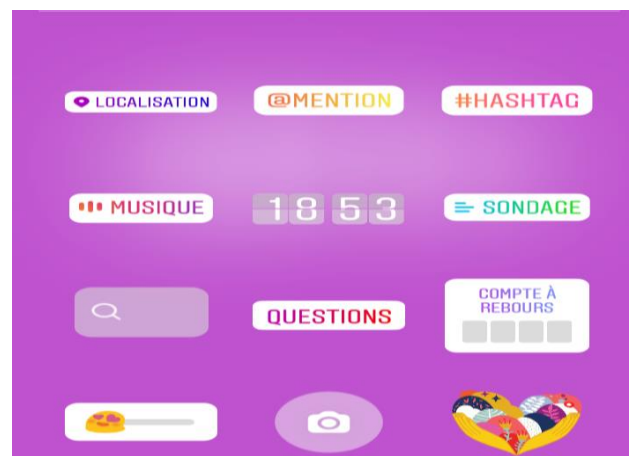 LOCALISATION
@MENTION
#HASHTAG
MUSIQUE
18 53
SONDAGE
QUESTIONS
COMPTE À
REBOURS